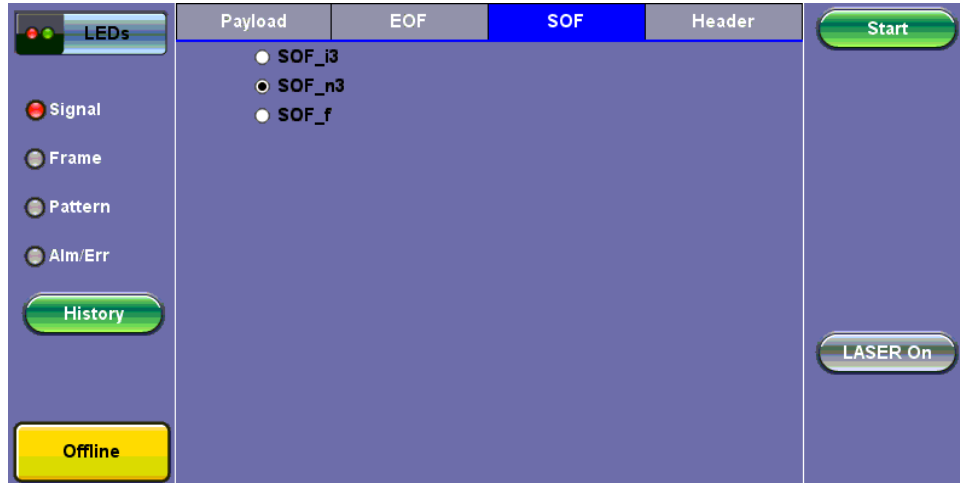 LEDs
Payload EOF SOF Header
Start
SOF_i3
SOF_n3
SOF_f
Signal
Frame
Pattern
Alm/Err
History
LASER On
Offline